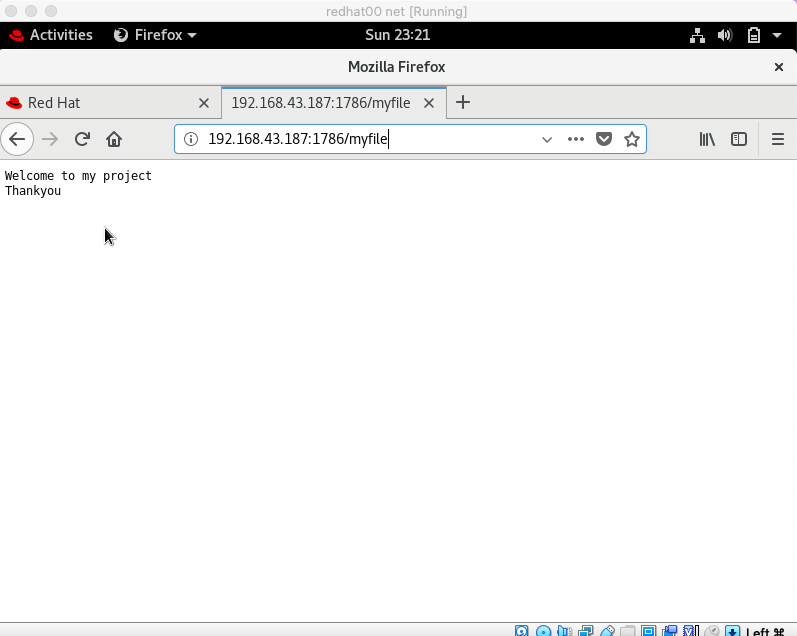 redhat00 net [Running]
Activities Firefox Sun 23:21
Mozilla Firefox
Red Hat 192.168.43.187:1786/myfile
192.168.43.187:1786/myfile
Welcome to my project
Thankyou
Left ⌘